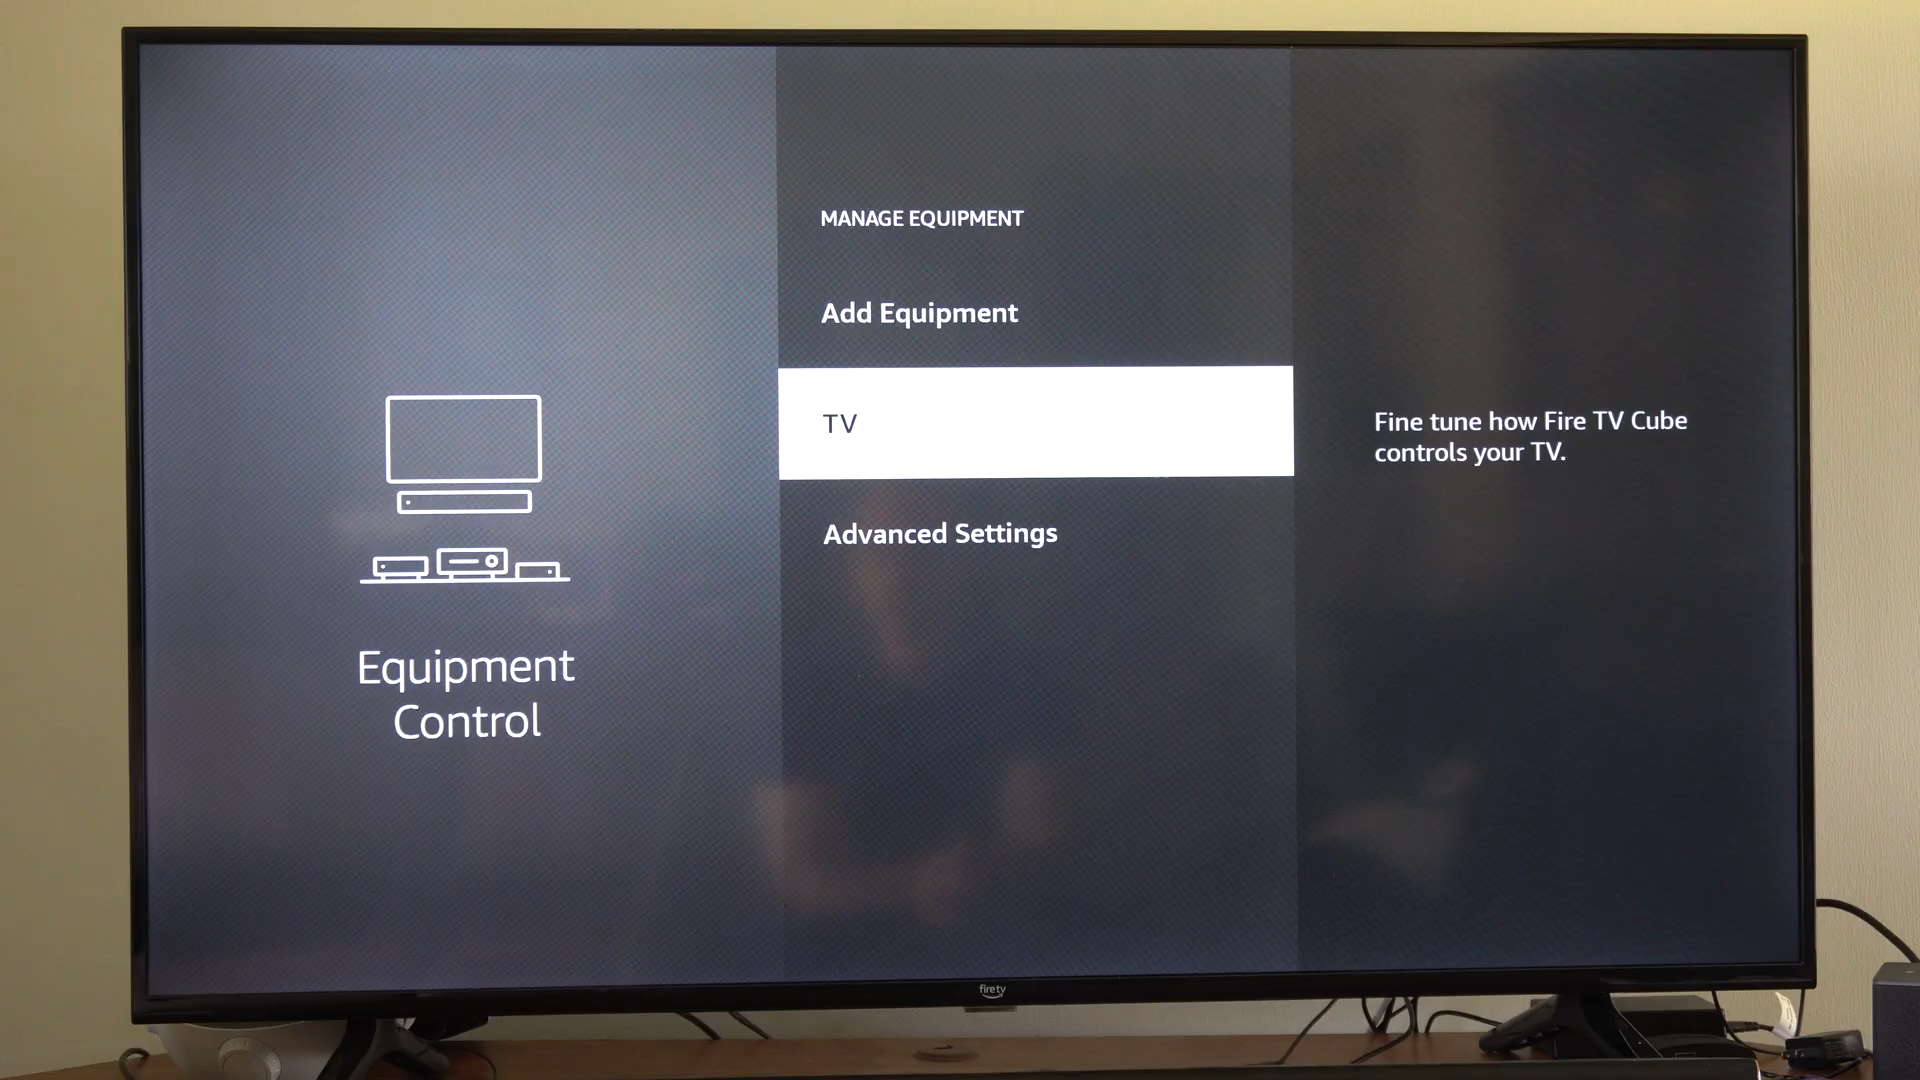 MANAGE EQUIPMENT
Add Equipment
TV
Advanced Settings
Fine tune how Fire TV Cube
controls your TV.
Equipment
Control
firetv